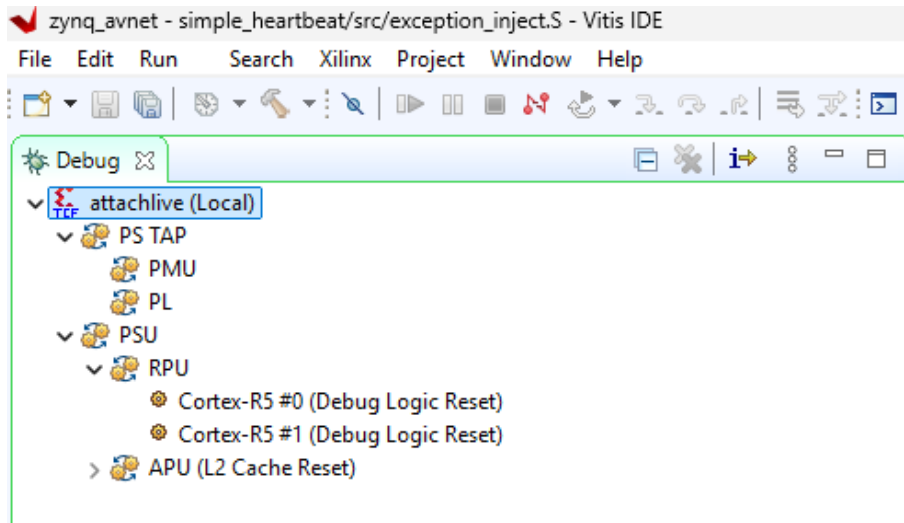 zynq_avnet - simple_heartbeat/src/exception_inject.S - Vitis IDE
File Edit Run Search Xilinx Project Window Help
Debug
TCF attachlive (Local)
PS TAP
PMU
PL
PSU
RPU
Cortex-R5 #0 (Debug Logic Reset)
Cortex-R5 #1 (Debug Logic Reset)
APU (L2 Cache Reset)